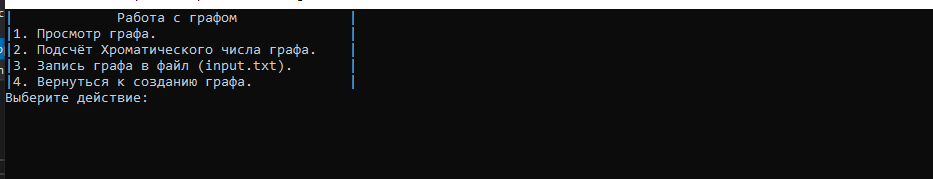 | Работа с графом |
|1. Просмотр графа. |
|2. Подсчёт Хроматического числа графа. |
|3. Запись графа в файл (input.txt). |
|4. Вернуться к созданию графа. |
Выберите действие: